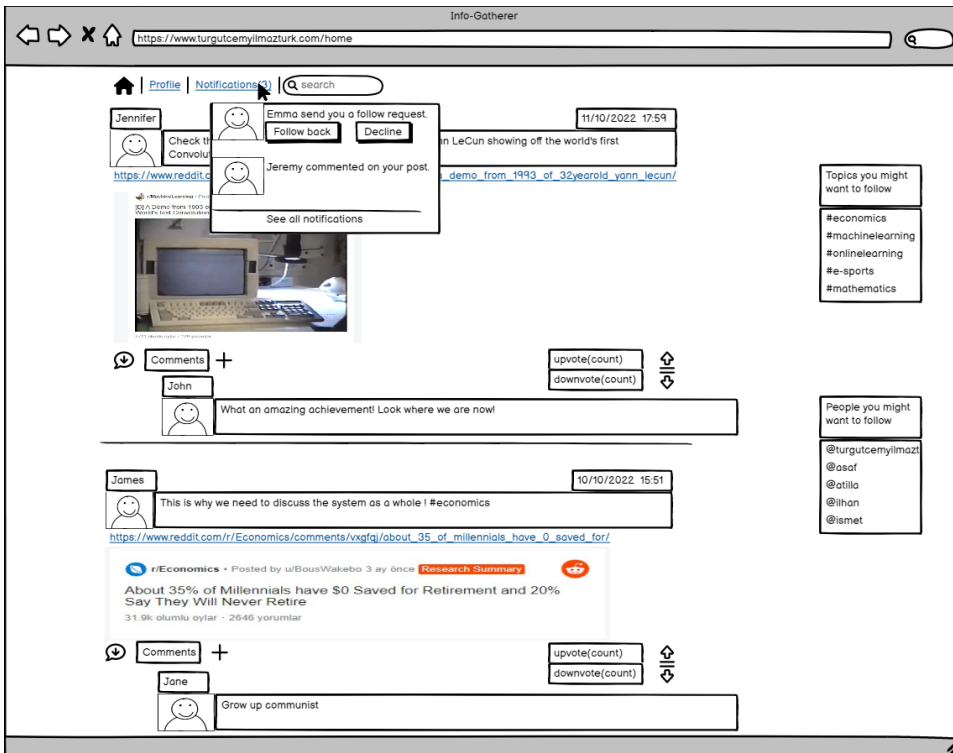 Info-Gatherer
https://www.turgutcemyilmazturk.com/home
Profile
Notifications(3)
search
Emma send you a follow request.
Follow back
Decline
Jeremy commented on your post.
See all notifications
Jennifer
11/10/2022 17:59
Check th
n LeCun showing off the world's first
Convolut
https://www.reddit.c
_demo_from_1993_of_32yearold_yann_lecun/
[D] A Demo from 1993 o
World's first Convolution
Comments
upvote(count)
downvote(count)
John
What an amazing achievement! Look where we are now!
Topics you might
want to follow
#economics
#machinelearning
#onlinelearning
#e-sports
#mathematics
People you might
want to follow
@turgutcemyilmazt
@asaf
@atilla
@ilhan
@ismet
James
10/10/2022 15:51
This is why we need to discuss the system as a whole ! #economics
https://www.reddit.com/r/Economics/comments/vxgfqj/about_35_of_millennials_have_0_saved_for/
r/Economics • Posted by u/BousWakebo 3 ay önce Research Summary
About 35% of Millennials have $0 Saved for Retirement and 20%
Say They Will Never Retire
31.9k olumlu oylar · 2646 yorumlar
Comments
upvote(count)
downvote(count)
Jane
Grow up communist